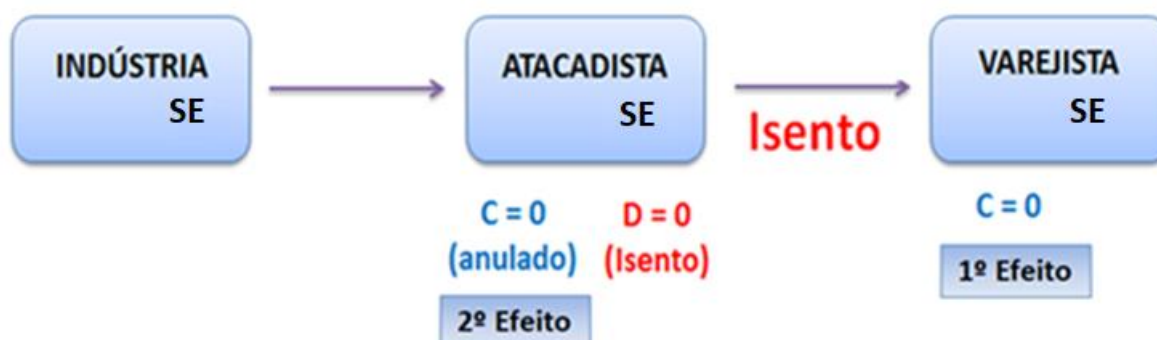 INDÚSTRIA
SE
ATACADISTA
SE
Isento
VAREJISTA
SE
C = 0
(anulado)
D = 0
(Isento)
2º Efeito
C = 0
1º Efeito